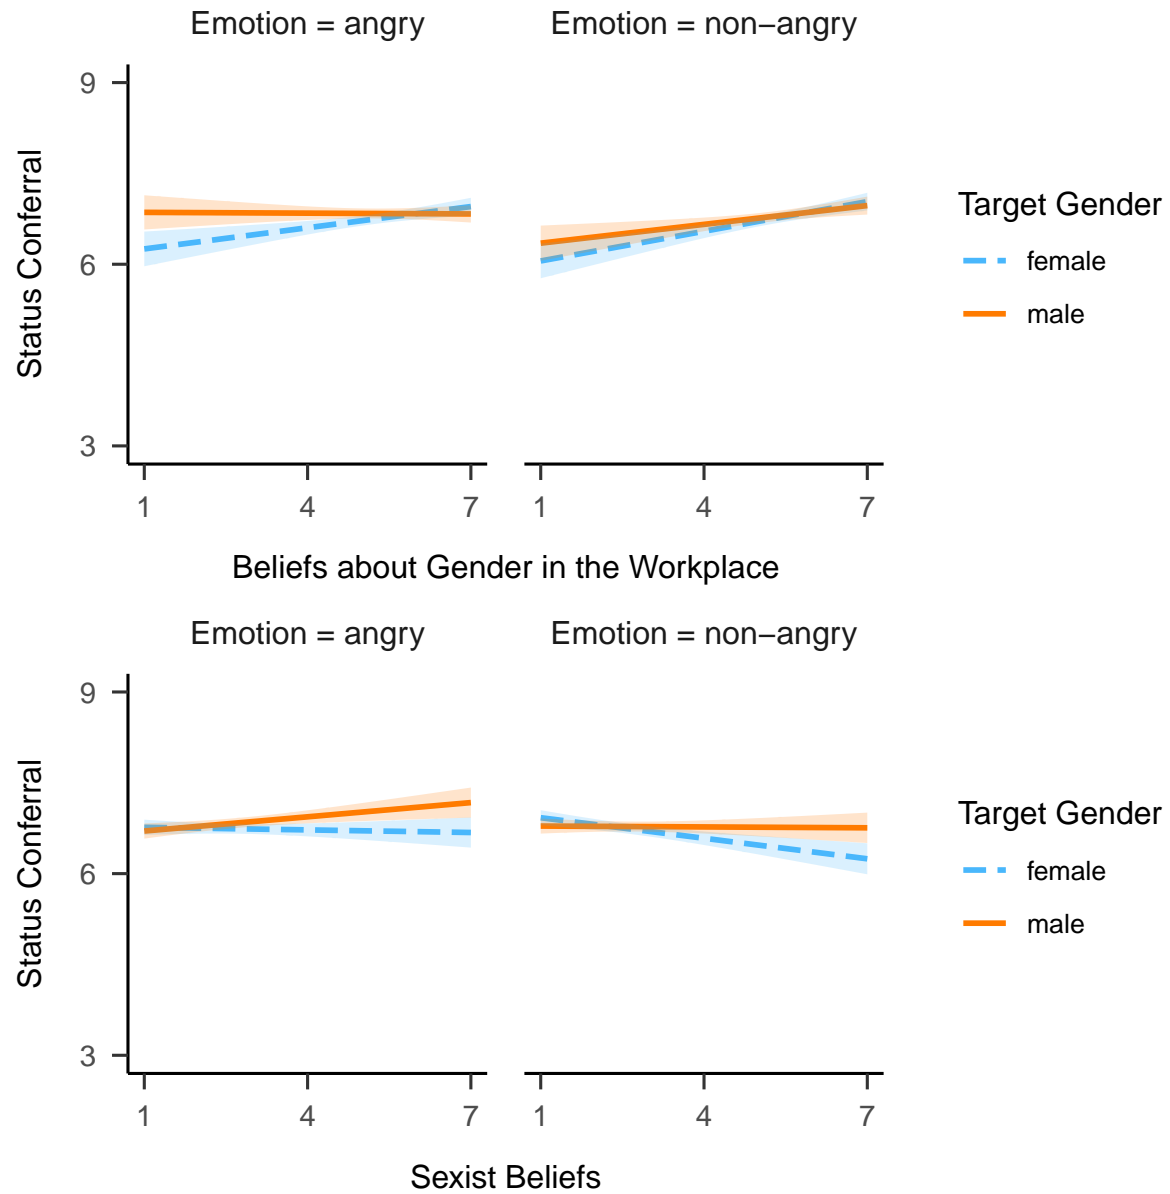 Emotion = angry
Emotion = non−angry
9
6
3
Status Conferral
1
4
7
1
4
7
Beliefs about Gender in the Workplace
Target Gender
female
male
Emotion = angry
Emotion = non−angry
9
6
3
Status Conferral
1
4
7
1
4
7
Sexist Beliefs
Target Gender
female
male